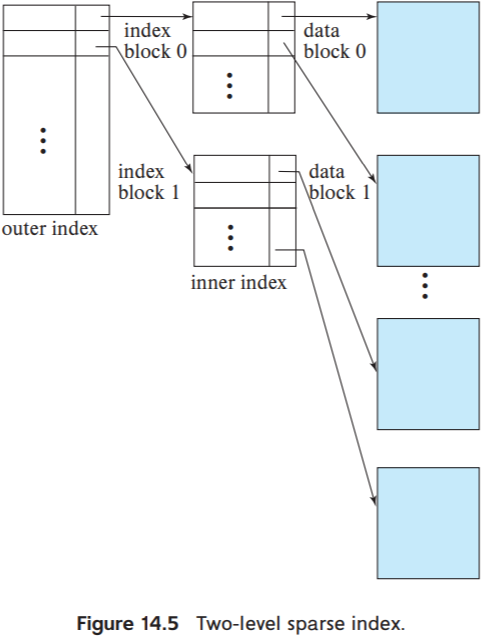 index
block 0
data
block 0
index
block 1
data
block 1
outer index
inner index
Figure 14.5 Two-level sparse index.